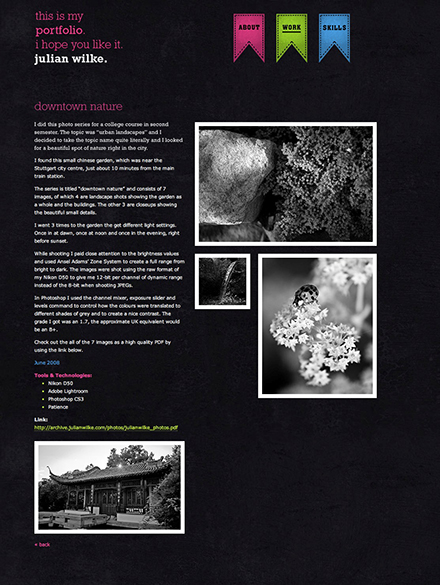 this is my
portfolio.
i hope you like it.
julian wilke.
ABOUT
WORK
SKILLS
downtown nature
I did this photo series for a college course in second
semester. The topic was "urban landscapes" and I
decided to take the topic name quite literally and I looked
for a beautiful spot of nature right in the city.
I found this small chinese garden, which was near the
Stuttgart city centre, just about 10 minutes from the main
train station.
The series is titled "downtown nature" and consists of 7
images, of which 4 are landscape shots showing the garden as
a whole and the buildings. The other 3 are closeups showing
the beautiful small details.
I went 3 times to the garden the get different light settings.
Once in at dawn, once at noon and once in the evening, right
before sunset.
While shooting I paid close attention to the brightness values
and used Ansel Adams' Zone System to create a full range from
bright to dark. The images were shot using the raw format of
my Nikon D50 to give me 12-bit per channel of dynamic range
instead of the 8-bit when shooting JPEGs.
In Photoshop I used the channel mixer, exposure slider and
levels command to control how the colours were translated to
different shades of grey and to create a nice contrast. The
grade I got was an 1.7, the approximate UK equivalent would
be an B+.
Check out the all of the 7 images as a high quality PDF by
using the link below.
June 2008
Tools & Technologies:
• Nikon D50
• Adobe Lightroom
• Photoshop CS3
• Patience
Link:
http://archive.julianwilke.com/photos/julianwilke_photos.pdf
« back